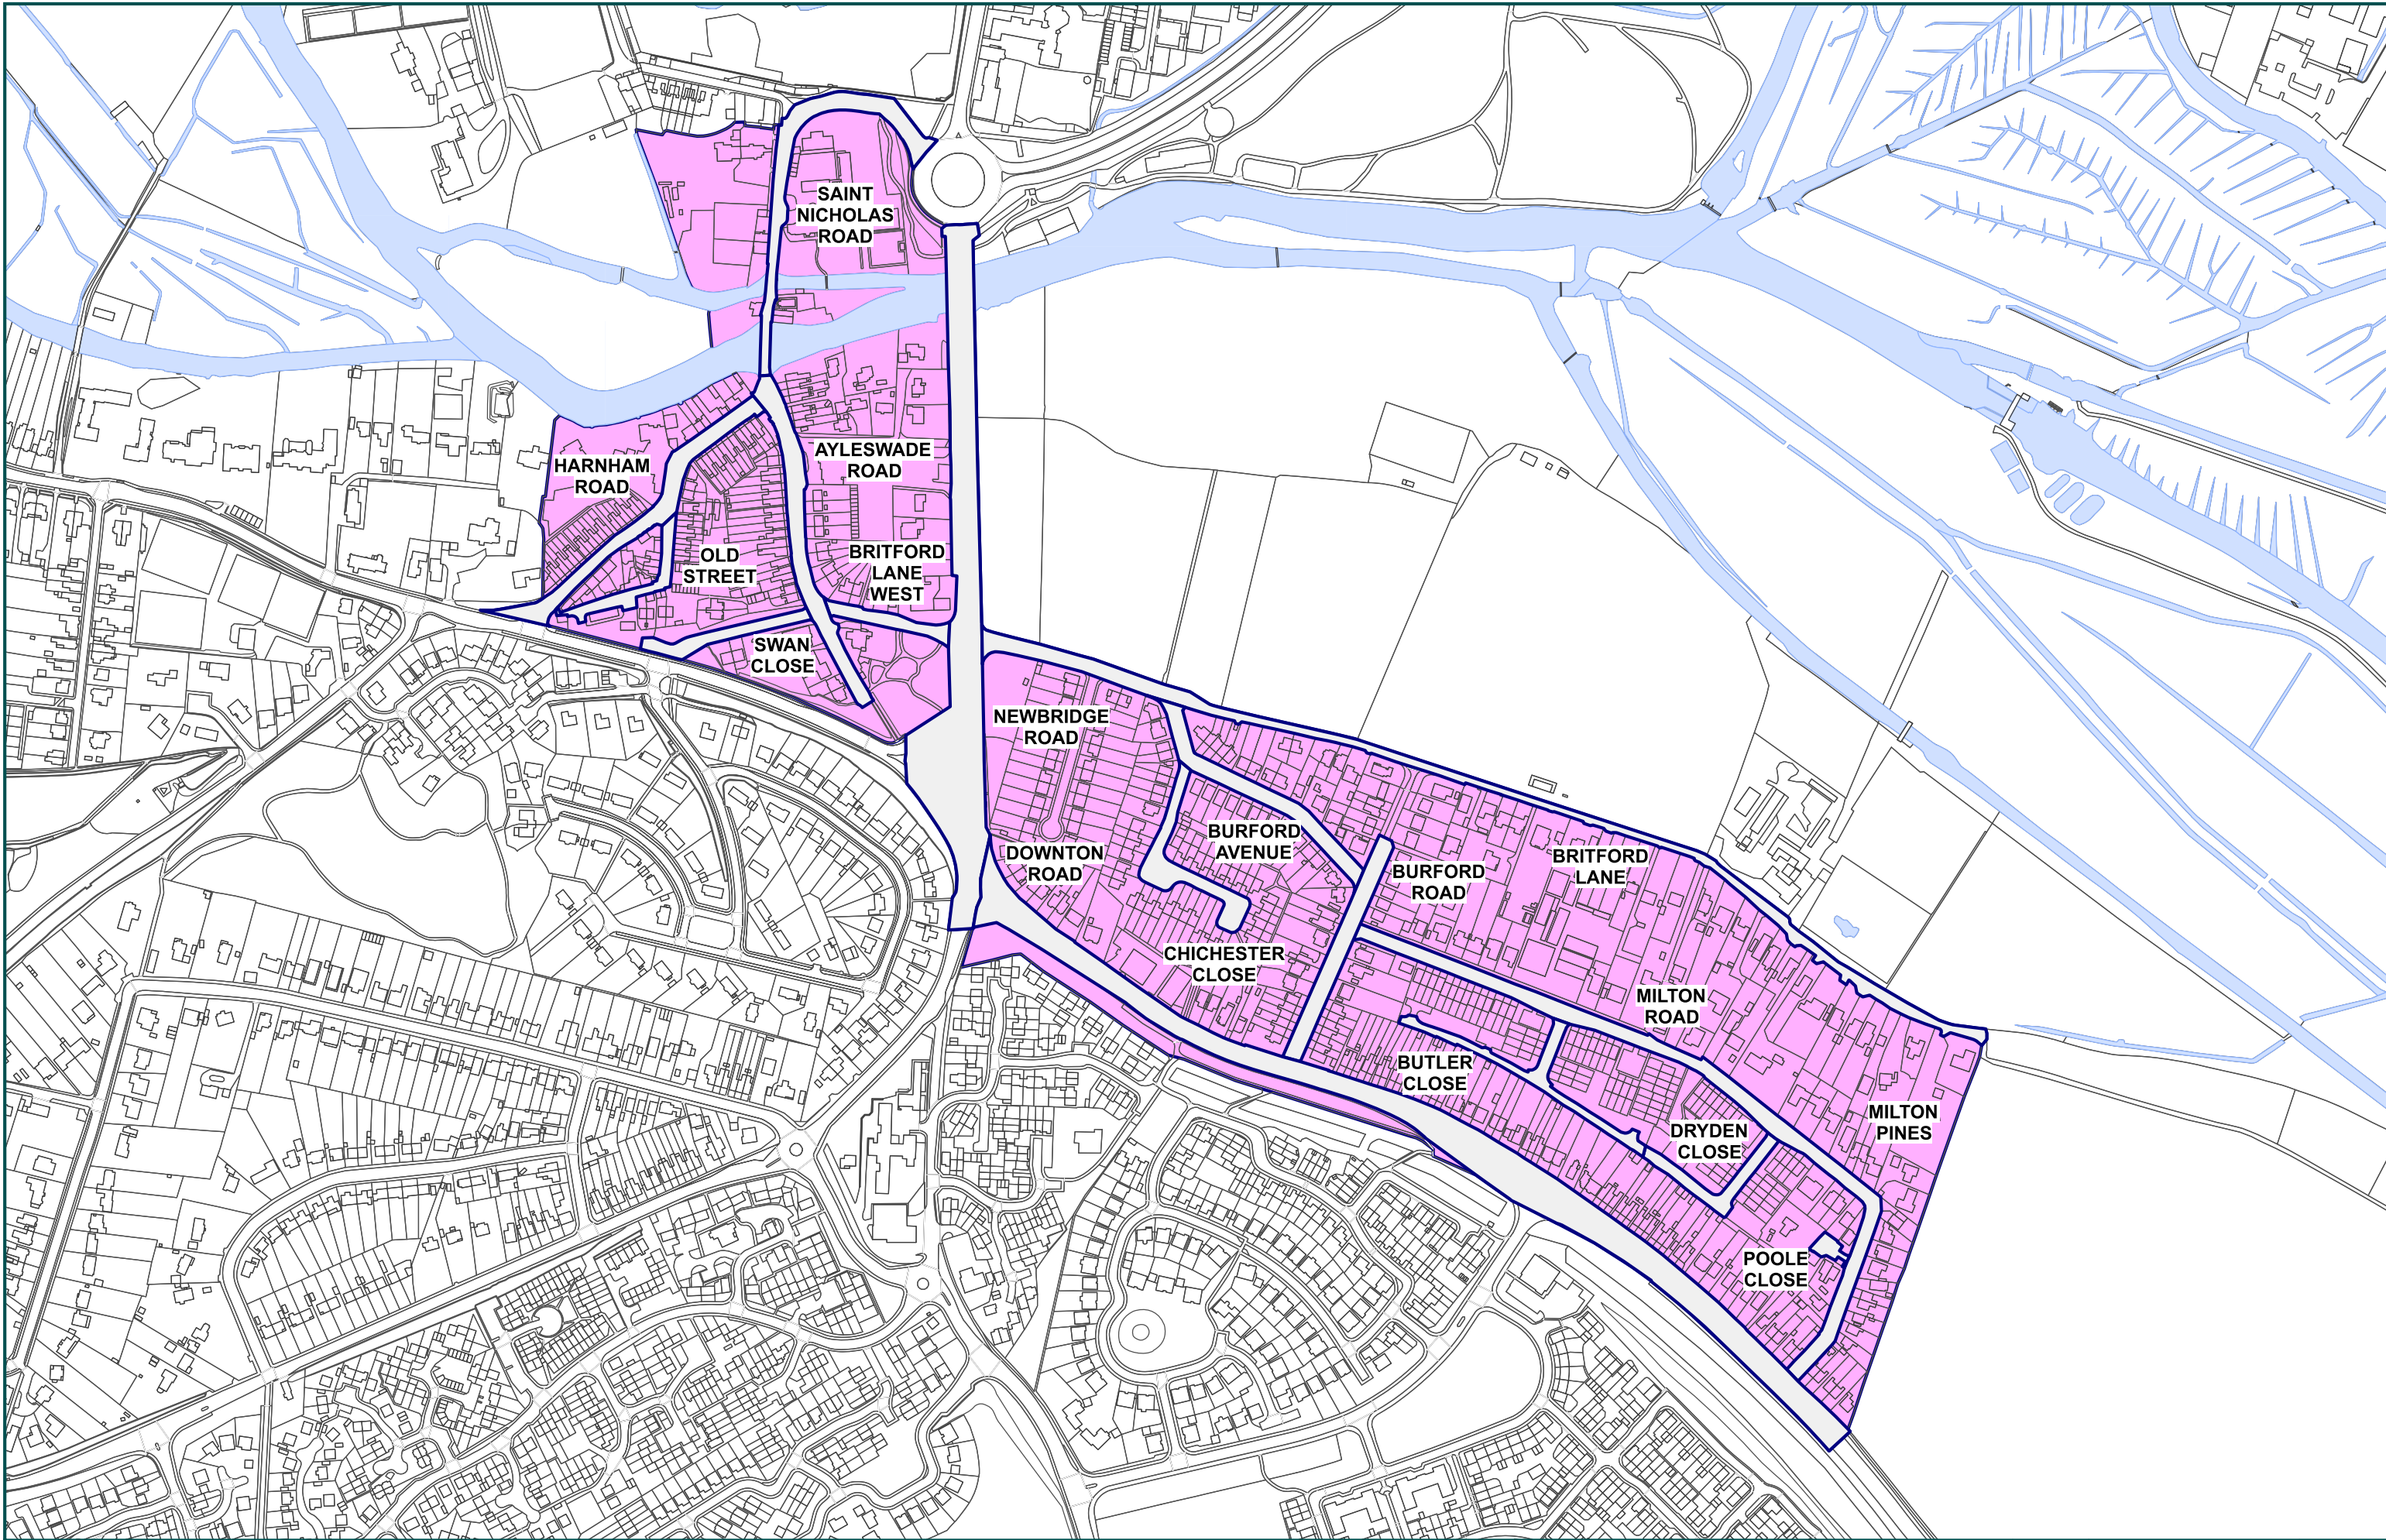 SAINT
NICHOLAS
ROAD
HARNHAM
ROAD
AYLESWADE
ROAD
OLD
STREET
BRITFORD
LANE
WEST
SWAN
CLOSE
NEWBRIDGE
ROAD
DOWNTON
ROAD
BURFORD
AVENUE
BURFORD
ROAD
BRITFORD
LANE
CHICHESTER
CLOSE
MILTON
ROAD
BUTLER
CLOSE
DRYDEN
CLOSE
MILTON
PINES
POOLE
CLOSE